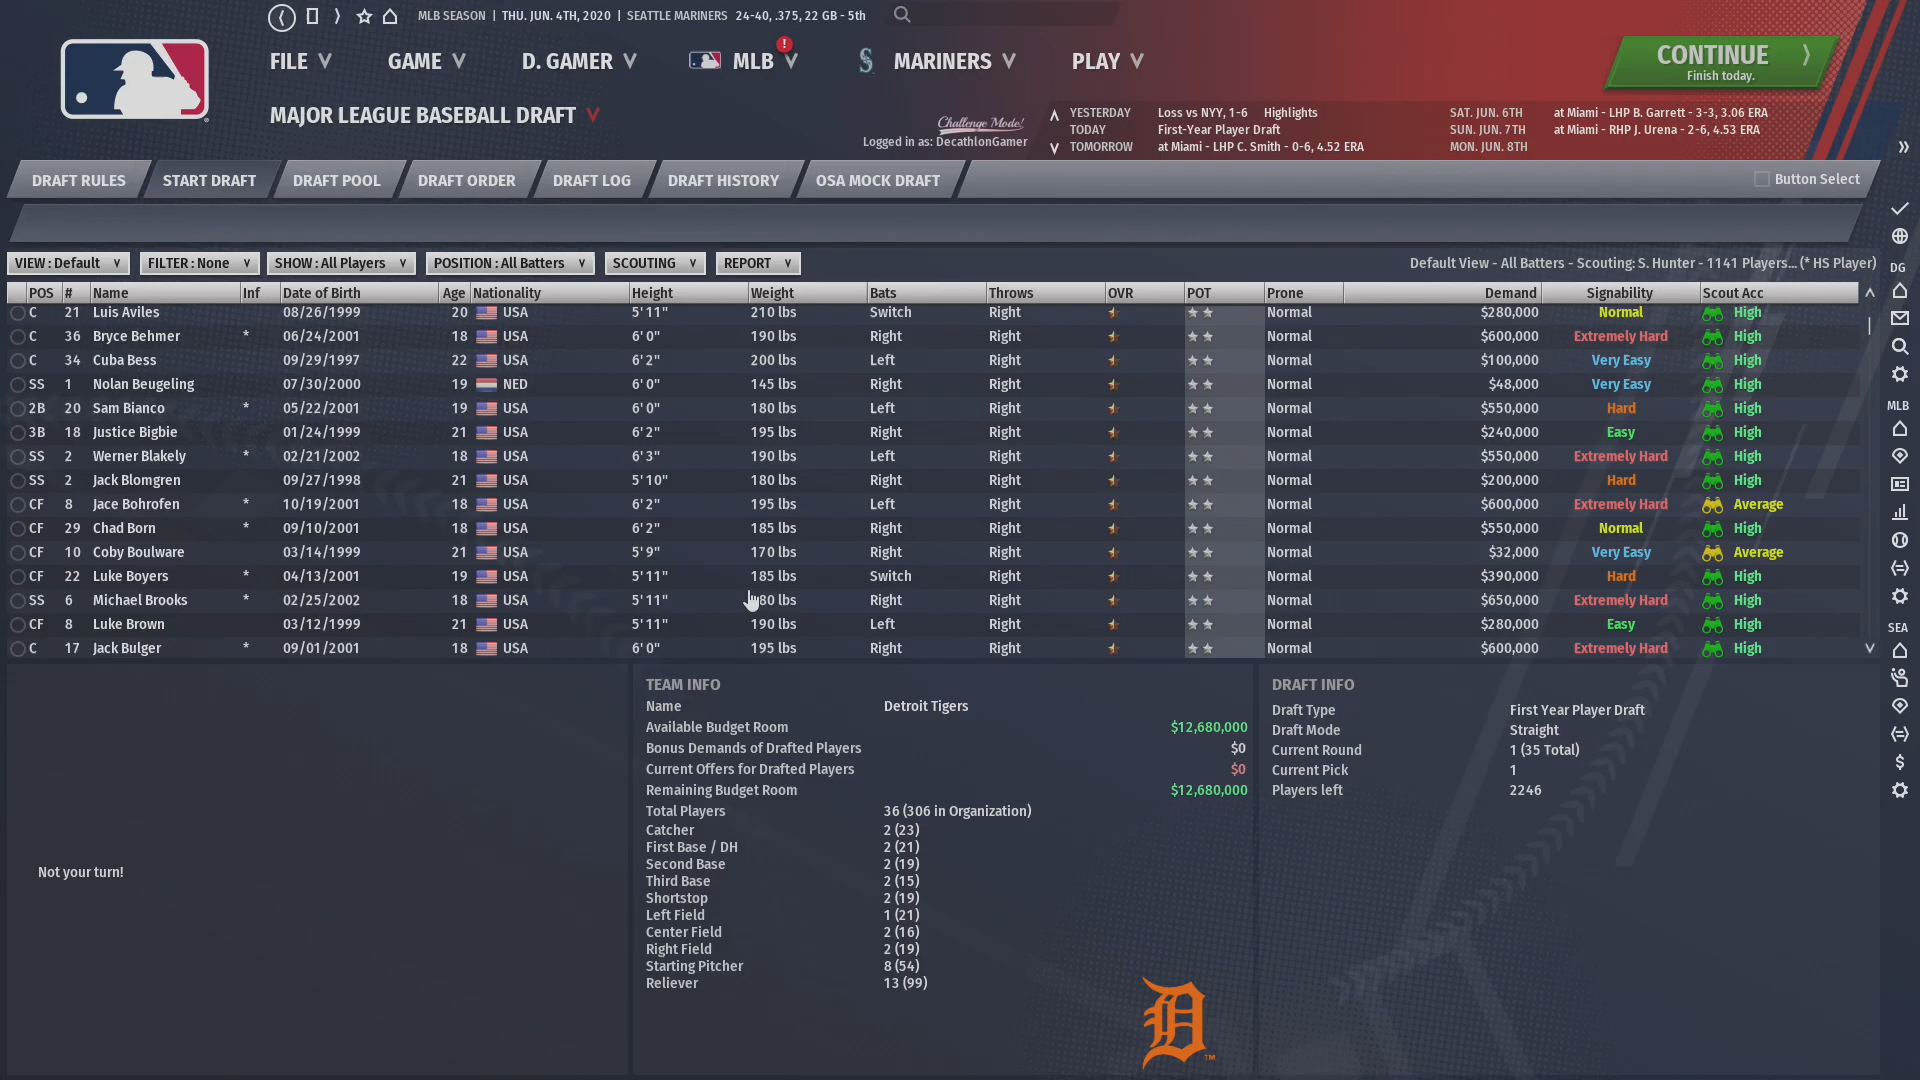 MLB SEASON | THU. JUN. 4TH, 2020 | SEATTLE MARINERS 24-40, .375, 22 GB - 5th
FILE GAME D. GAMER MLB ! MARINERS PLAY
CONTINUE
Finish today.
MAJOR LEAGUE BASEBALL DRAFT
Challenge Mode!
Logged in as: DecathlonGamer
YESTERDAY Loss vs NYY, 1-6 Highlights SAT. JUN. 6TH at Miami - LHP B. Garrett - 3-3, 3.06 ERA
TODAY First-Year Player Draft SUN. JUN. 7TH at Miami - RHP J. Urena - 2-6, 4.53 ERA
TOMORROW at Miami - LHP C. Smith - 0-6, 4.52 ERA MON. JUN. 8TH
DRAFT RULES START DRAFT DRAFT POOL DRAFT ORDER DRAFT LOG DRAFT HISTORY OSA MOCK DRAFT Button Select
VIEW : Default FILTER : None SHOW : All Players POSITION : All Batters SCOUTING REPORT Default View - All Batters - Scouting: S. Hunter - 1141 Players... (* HS Player)
POS # Name Inf Date of Birth Age Nationality Height Weight Bats Throws OVR POT Prone Demand Signability Scout Acc
C 21 Luis Aviles 08/26/1999 20 USA 5'11" 210 lbs Switch Right Normal $280,000 Normal High
C 36 Bryce Behmer * 06/24/2001 18 USA 6'0" 190 lbs Right Right Normal $600,000 Extremely Hard High
C 34 Cuba Bess 09/29/1997 22 USA 6'2" 200 lbs Left Right Normal $100,000 Very Easy High
SS 1 Nolan Beugeling 07/30/2000 19 NED 6'0" 145 lbs Right Right Normal $48,000 Very Easy High
2B 20 Sam Bianco * 05/22/2001 19 USA 6'0" 180 lbs Left Right Normal $550,000 Hard High
3B 18 Justice Bigbie 01/24/1999 21 USA 6'2" 195 lbs Right Right Normal $240,000 Easy High
SS 2 Werner Blakely * 02/21/2002 18 USA 6'3" 190 lbs Left Right Normal $550,000 Extremely Hard High
SS 2 Jack Blomgren 09/27/1998 21 USA 5'10" 180 lbs Right Right Normal $200,000 Hard High
CF 8 Jace Bohrofen * 10/19/2001 18 USA 6'2" 195 lbs Left Right Normal $600,000 Extremely Hard Average
CF 29 Chad Born * 09/10/2001 18 USA 6'2" 185 lbs Right Right Normal $550,000 Normal High
CF 10 Coby Boulware 03/14/1999 21 USA 5'9" 170 lbs Right Right Normal $32,000 Very Easy Average
CF 22 Luke Boyers * 04/13/2001 19 USA 5'11" 185 lbs Switch Right Normal $390,000 Hard High
SS 6 Michael Brooks * 02/25/2002 18 USA 5'11" 80 lbs Right Right Normal $650,000 Extremely Hard High
CF 8 Luke Brown 03/12/1999 21 USA 5'11" 190 lbs Left Right Normal $280,000 Easy High
C 17 Jack Bulger * 09/01/2001 18 USA 6'0" 195 lbs Right Right Normal $600,000 Extremely Hard High
Not your turn!
TEAM INFO
Name Detroit Tigers
Available Budget Room $12,680,000
Bonus Demands of Drafted Players $0
Current Offers for Drafted Players $0
Remaining Budget Room $12,680,000
Total Players 36 (306 in Organization)
Catcher 2 (23)
First Base / DH 2 (21)
Second Base 2 (19)
Third Base 2 (15)
Shortstop 2 (19)
Left Field 1 (21)
Center Field 2 (16)
Right Field 2 (19)
Starting Pitcher 8 (54)
Reliever 13 (99)
D
TM
DRAFT INFO
Draft Type First Year Player Draft
Draft Mode Straight
Current Round 1 (35 Total)
Current Pick 1
Players left 2246
DG
MLB
SEA
$